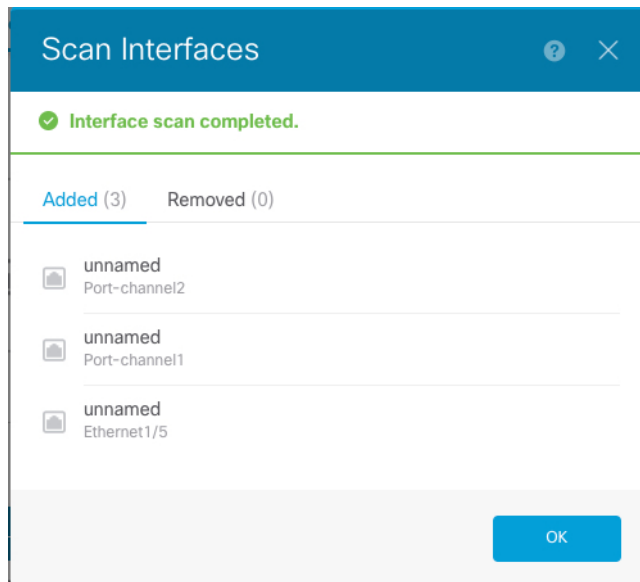 Scan Interfaces
?
Interface scan completed.
Added (3) Removed (0)
unnamed
Port-channel2
unnamed
Port-channel1
unnamed
Ethernet1/5
OK